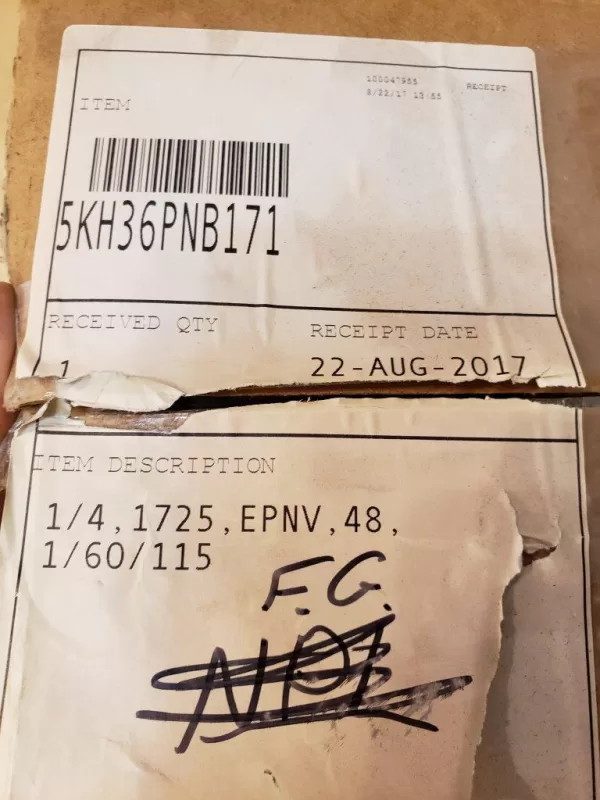 RECEIPT
8/22/17 13:55
ITEM
5KH36PNB171
RECEIVED QTY
RECEIPT DATE
1
22-AUG-2017
ITEM DESCRIPTION
1/4,1725,EPNV,48,
1/60/115
F.G.